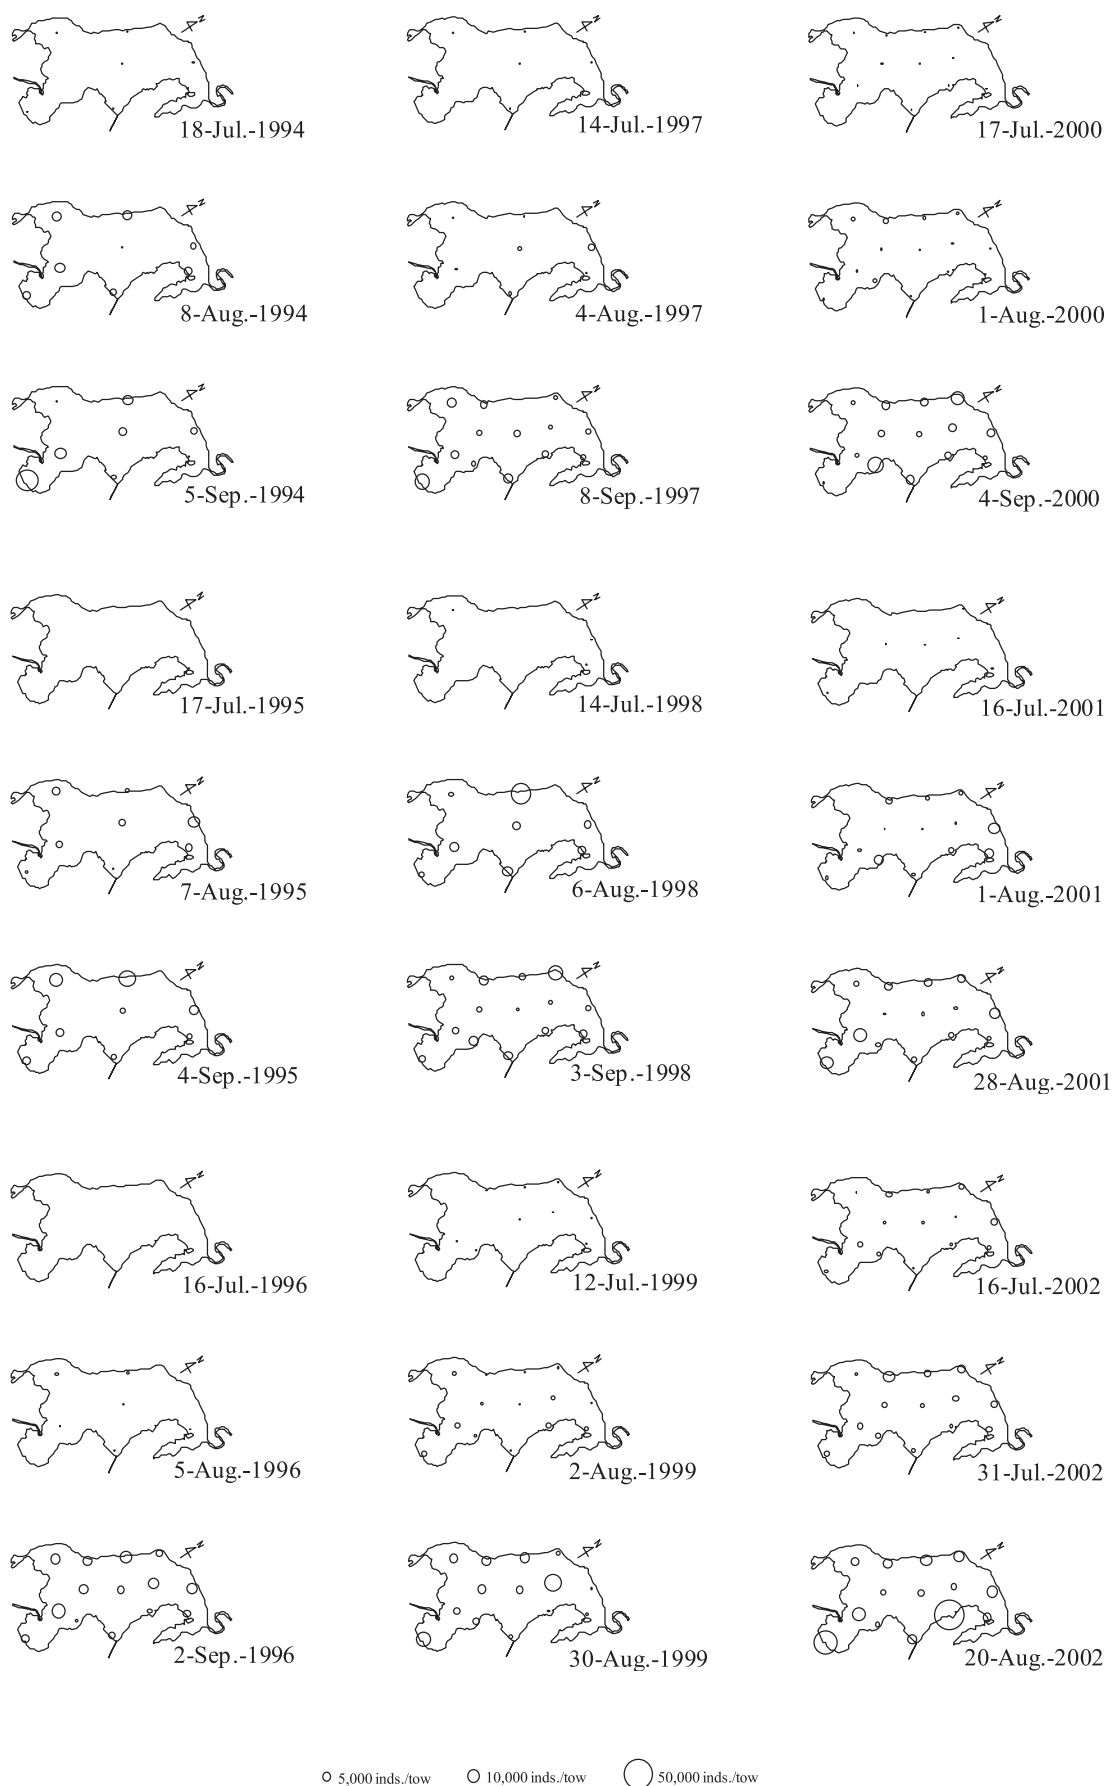 N N N
18-Jul.-1994 14-Jul.-1997 17-Jul.-2000
N N N
8-Aug.-1994 4-Aug.-1997 1-Aug.-2000
N N N
5-Sep.-1994 8-Sep.-1997 4-Sep.-2000
N N N
17-Jul.-1995 14-Jul.-1998 16-Jul.-2001
N N N
7-Aug.-1995 6-Aug.-1998 1-Aug.-2001
N N N
4-Sep.-1995 3-Sep.-1998 28-Aug.-2001
N N N
16-Jul.-1996 12-Jul.-1999 16-Jul.-2002
N N N
5-Aug.-1996 2-Aug.-1999 31-Jul.-2002
N N N
2-Sep.-1996 30-Aug.-1999 20-Aug.-2002
5,000 inds./tow 10,000 inds./tow 50,000 inds./tow